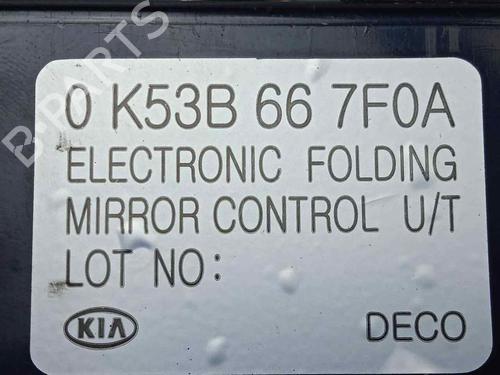 0 K53B 66 7F0A
ELECTRONIC FOLDING
MIRROR CONTROL U/T
LOT NO:
KIA DECO
B-PARTS